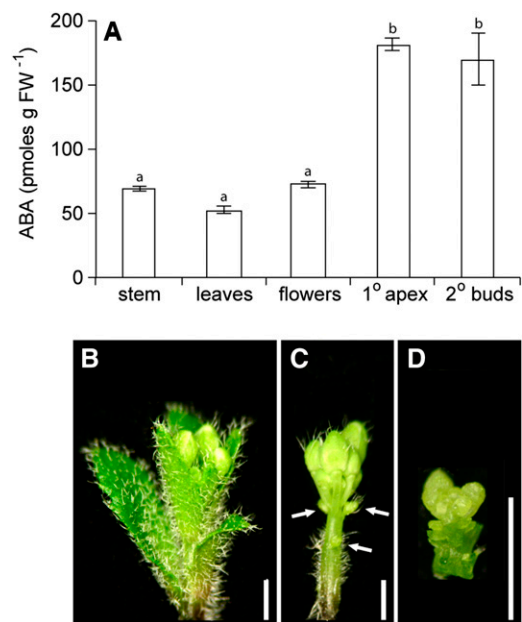 A
ABA (pmoles g FW -1)
200
150
100
50
0
a
a
a
b
b
stem leaves flowers 1° apex 2° buds
B
C
D